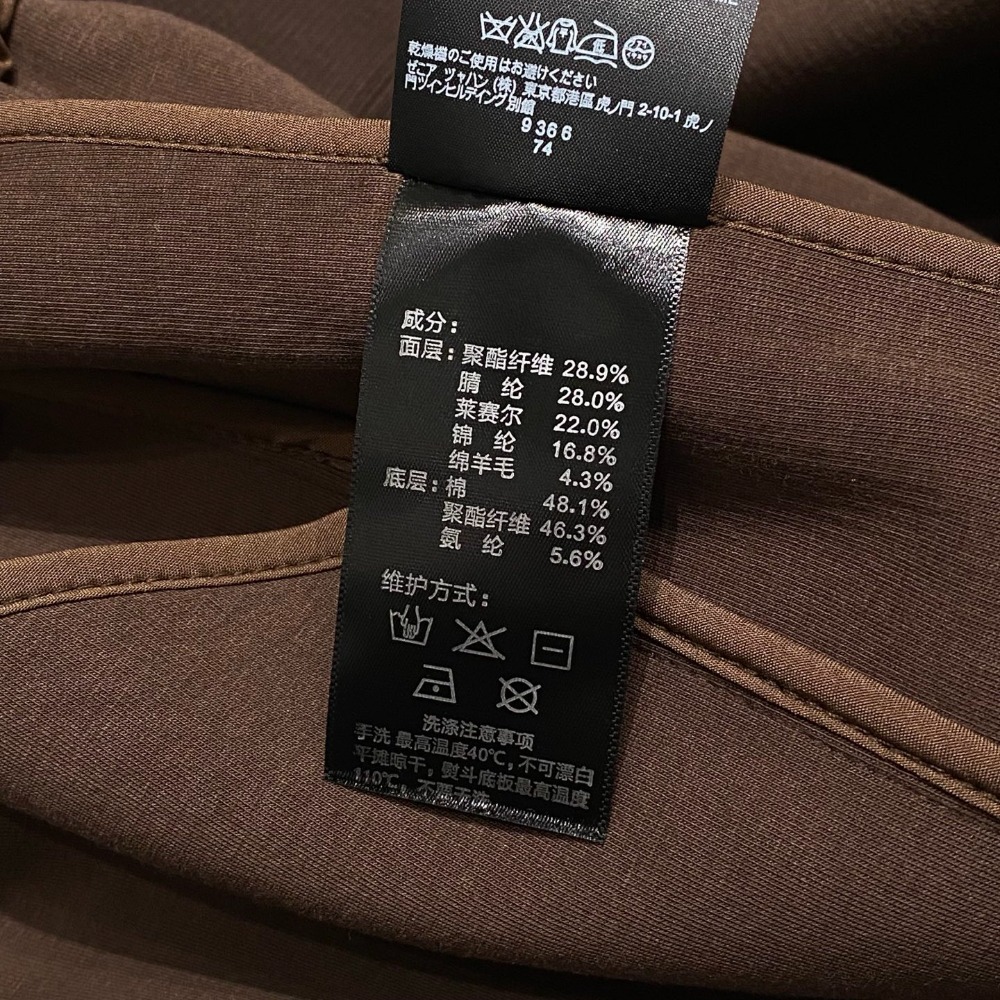 乾燥機のご使用はお避けください
ゼニア ジャパン (株) 東京都港區虎ノ門 2-10-1 虎ノ
門ツインビルディング別館
9 36 6
74
成分:
面层: 聚酯纤维 28.9%
腈 纶 28.0%
莱赛尔 22.0%
锦 纶 16.8%
绵羊毛 4.3%
底层: 棉 48.1%
聚酯纤维 46.3%
氨 纶 5.6%
维护方式:
洗涤注意事项
手洗 最高温度40℃, 不可漂白
平摊晾干, 熨斗底板最高温度
110℃, 不可干洗